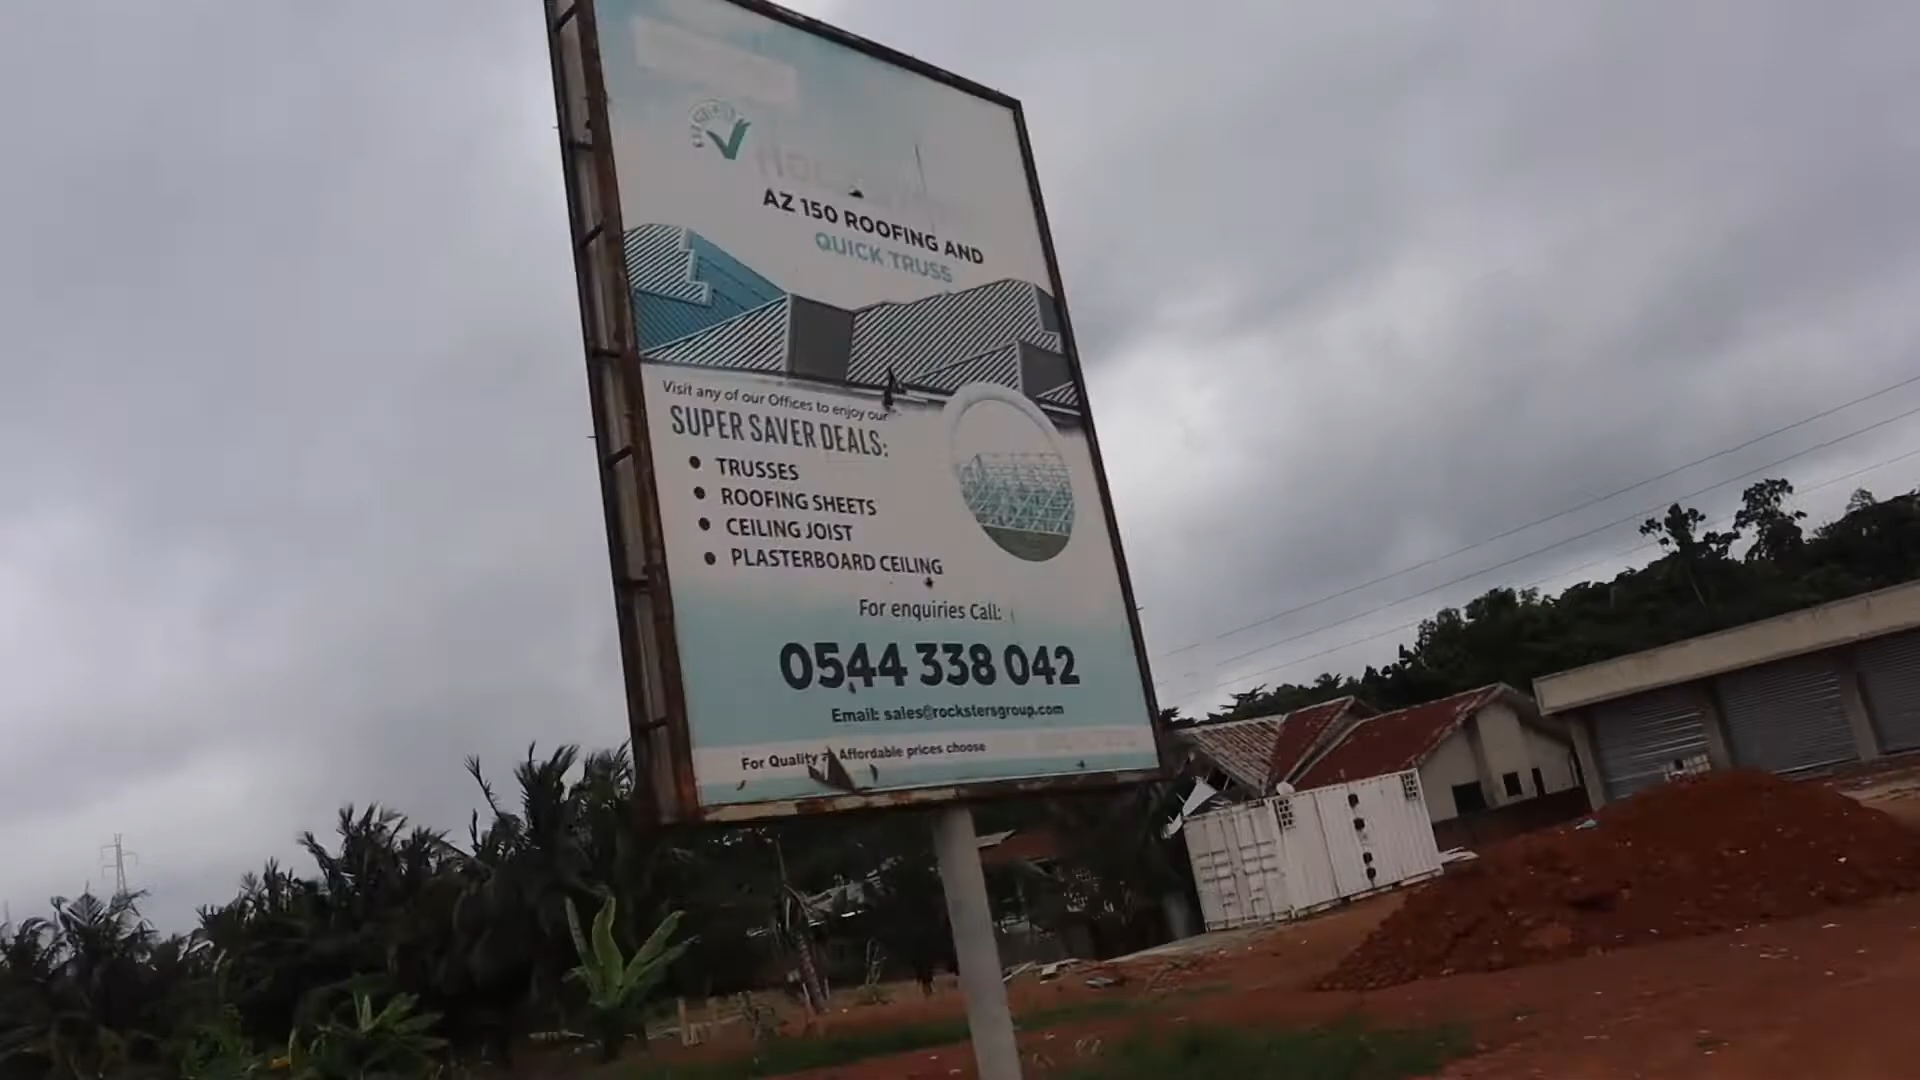 AZ 150 ROOFING AND
QUICK TRUSS
Visit any of our Offices to enjoy our
SUPER SAVER DEALS:
• TRUSSES
• ROOFING SHEETS
• CEILING JOIST
• PLASTERBOARD CEILING
For enquiries Call:
0544 338 042
Email: sales@rockstersgroup.com
For Quality Affordable prices choose